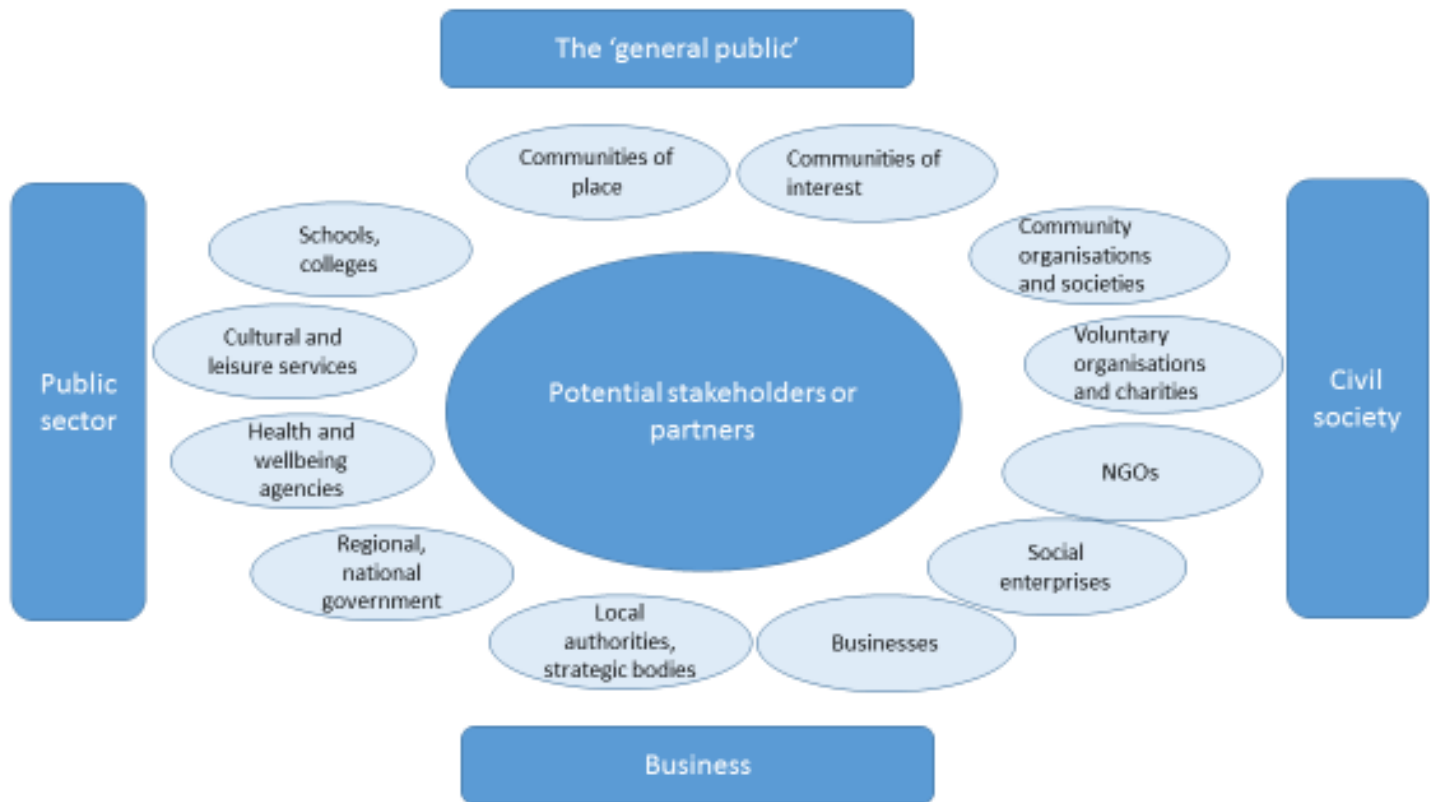 The ‘general public’
Communities of
place
Communities of
interest
Schools,
colleges
Community
organisations
and societies
Cultural and
leisure services
Voluntary
organisations
and charities
Public
sector
Potential stakeholders or
partners
Civil
society
Health and
wellbeing
agencies
NGOs
Regional,
national
government
Social
enterprises
Local
authorities,
strategic bodies
Businesses
Business